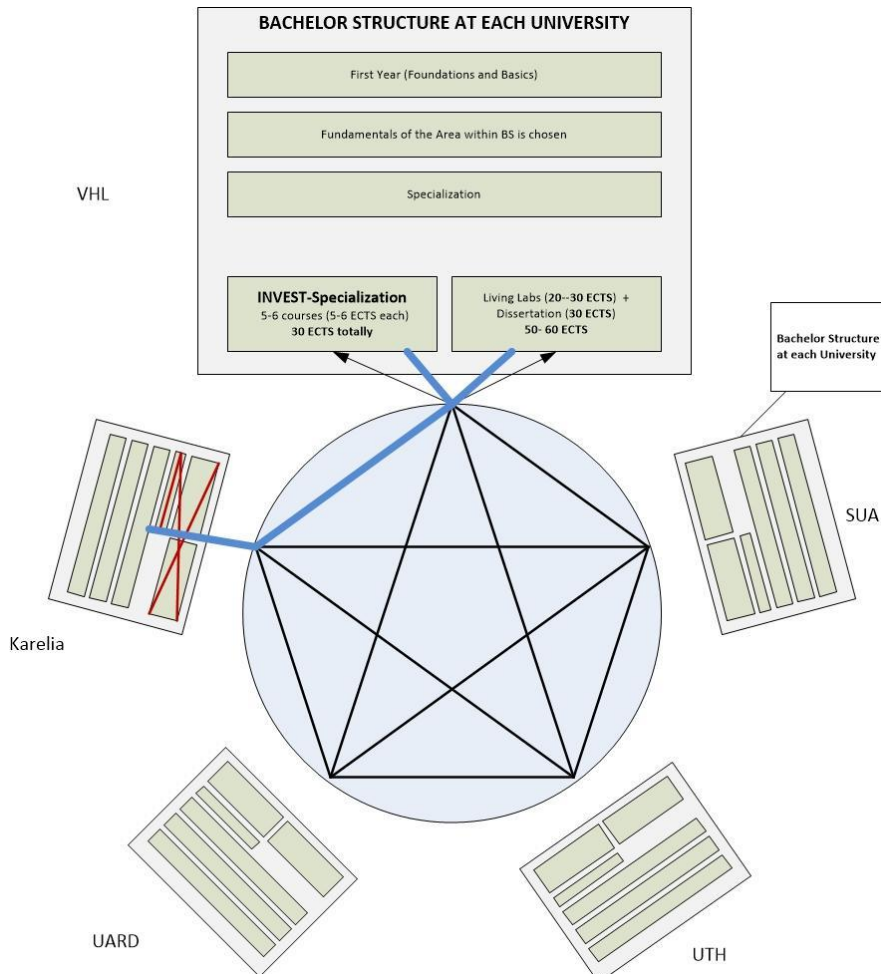 BACHELOR STRUCTURE AT EACH UNIVERSITY
First Year (Foundations and Basics)
Fundamentals of the Area within BS is chosen
VHL
Specialization
INVEST-Specialization
5-6 courses (5-6 ECTS each)
30 ECTS totally
Living Labs (20--30 ECTS) +
Dissertation (30 ECTS)
50- 60 ECTS
Bachelor Structure
at each University
SUA
Karelia
UARD
UTH